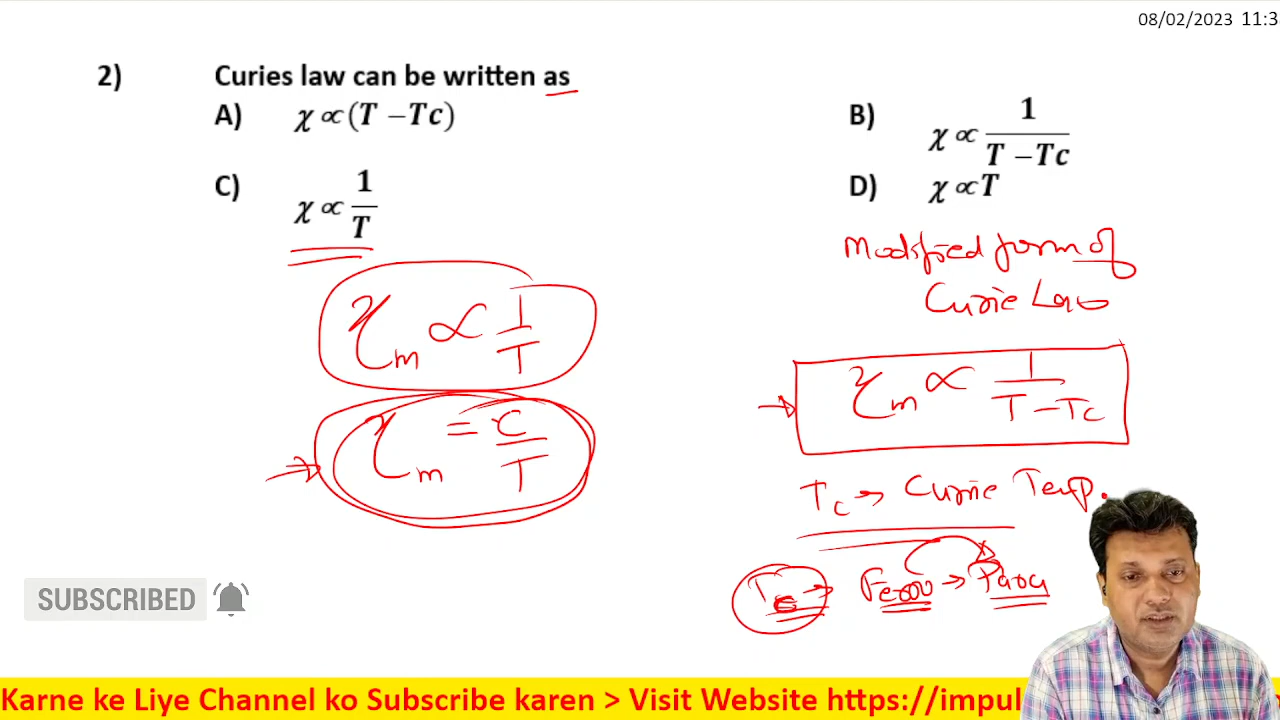 08/02/2023 11:3
2) Curies law can be written as
A) χ ∝ (T − Tc)
B) χ ∝ 1/(T − Tc)
C) χ ∝ 1/T
D) χ ∝ T
Modified form of
Curie Law
χm ∝ 1/T
χm ∝ 1/(T − Tc)
χm = c/T
Tc → Curie Temp.
Tc → Ferro → Para
SUBSCRIBED
Karne ke Liye Channel ko Subscribe karen > Visit Website https://impul